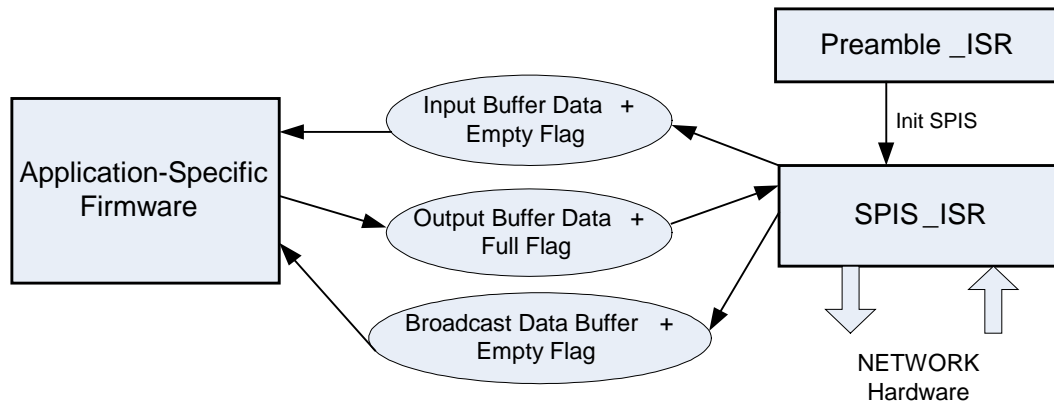 Preamble _ISR
Init SPIS
Input Buffer Data +
Empty Flag
Application-Specific
Firmware
Output Buffer Data +
Full Flag
SPIS _ISR
Broadcast Data Buffer +
Empty Flag
NETWORK
Hardware